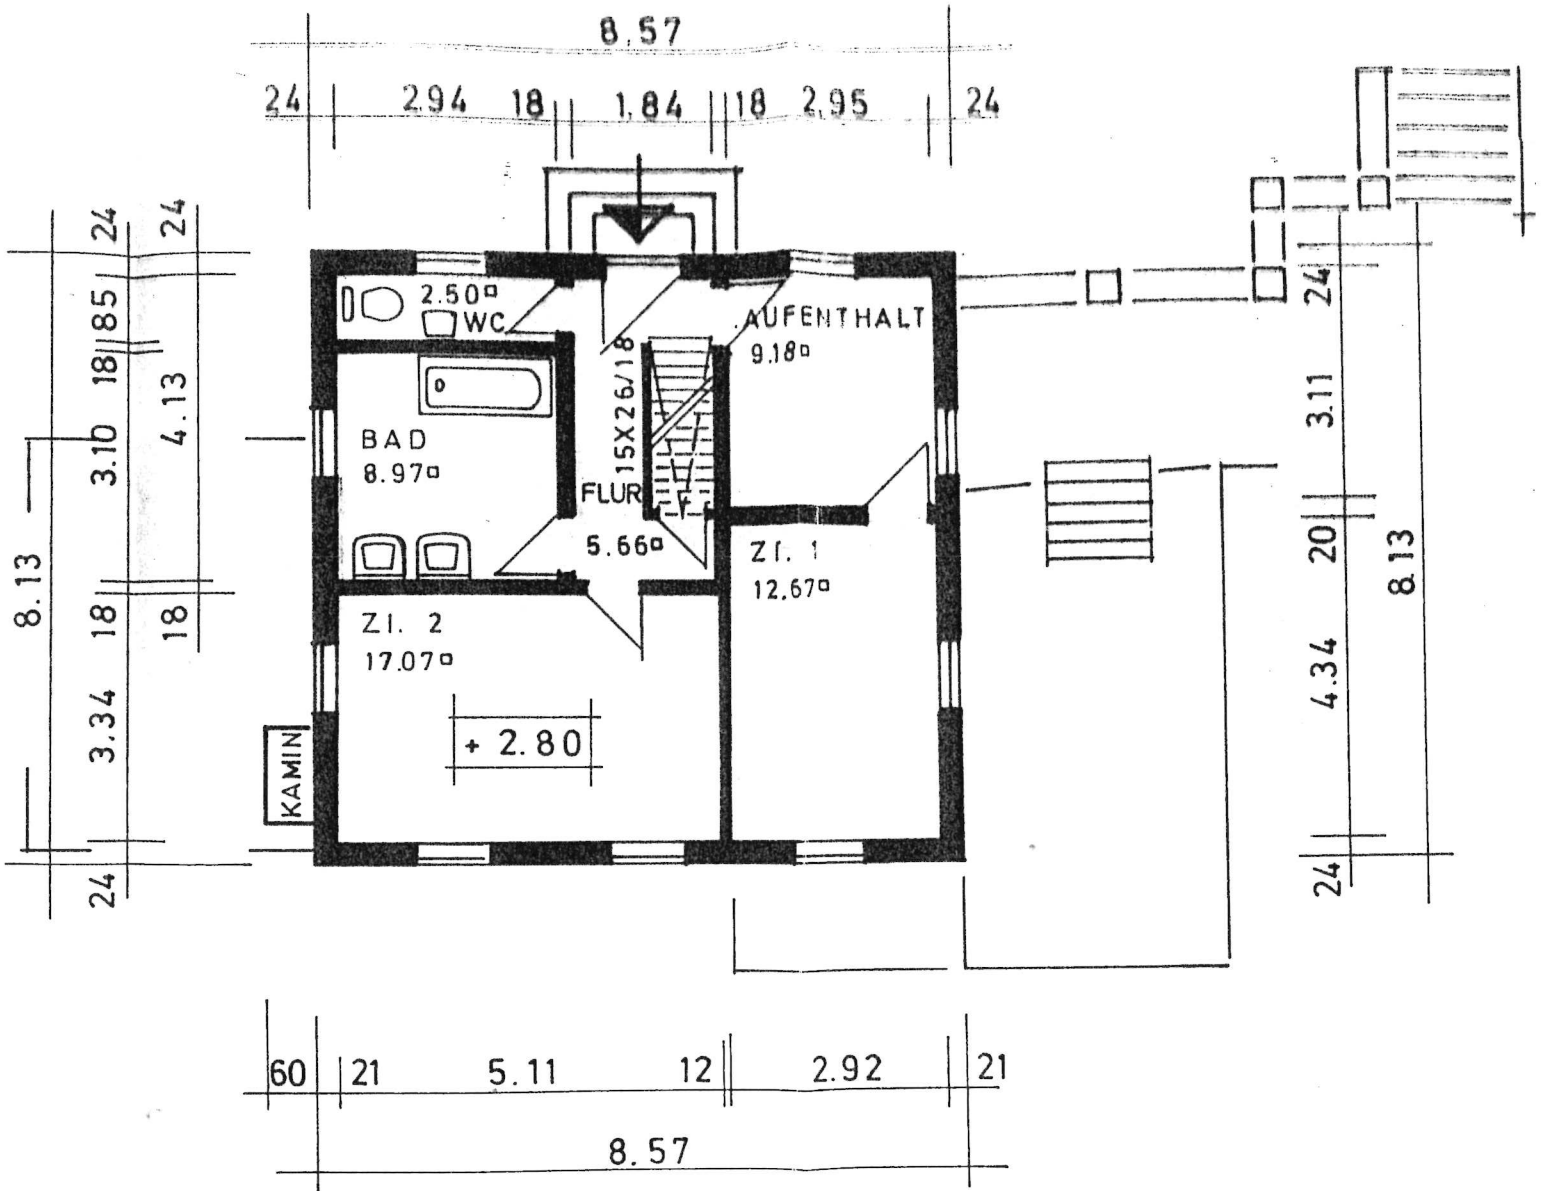 8,57
24 2.94 18 1.84 18 2.95 24
24
24
85
18
3.10
4.13
18
18
3.34
24
8.13
2.50
WC
AUFENTHALT
9.18
15X26/18
BAD
8.97
FLUR
5.66
ZI. 1
12,67
ZI. 2
17.07
+ 2.80
KAMIN
24
3.11
20
4.34
24
8.13
60 21 5.11 12 2.92 21
8.57